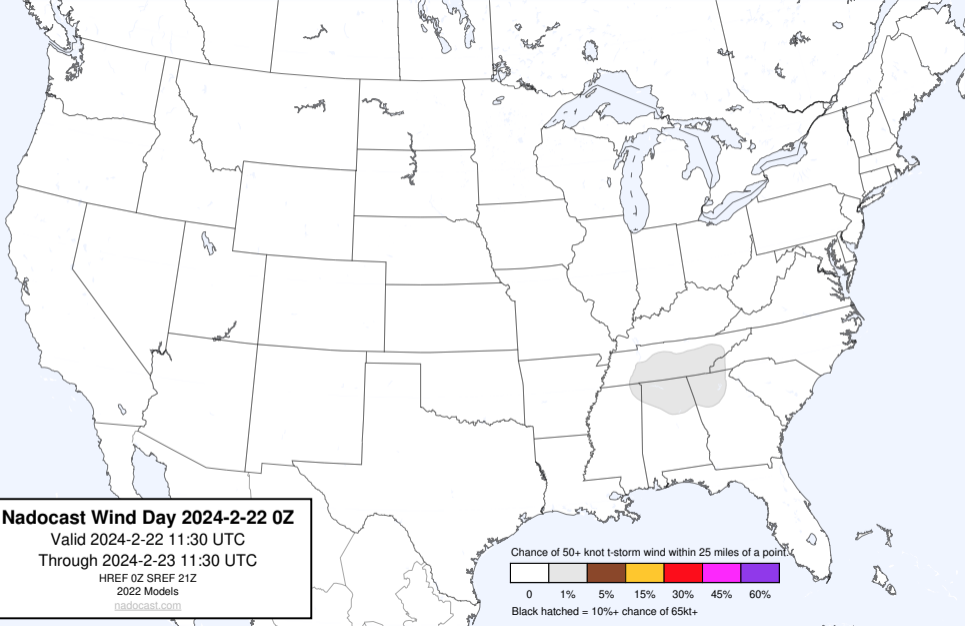 Nadocast Wind Day 2024-2-22 0Z
Valid 2024-2-22 11:30 UTC
Through 2024-2-23 11:30 UTC
HREF 0Z SREF 21Z
2022 Models
nadocast.com
Chance of 50+ knot t-storm wind within 25 miles of a point.
0 1% 5% 15% 30% 45% 60%
Black hatched = 10%+ chance of 65kt+